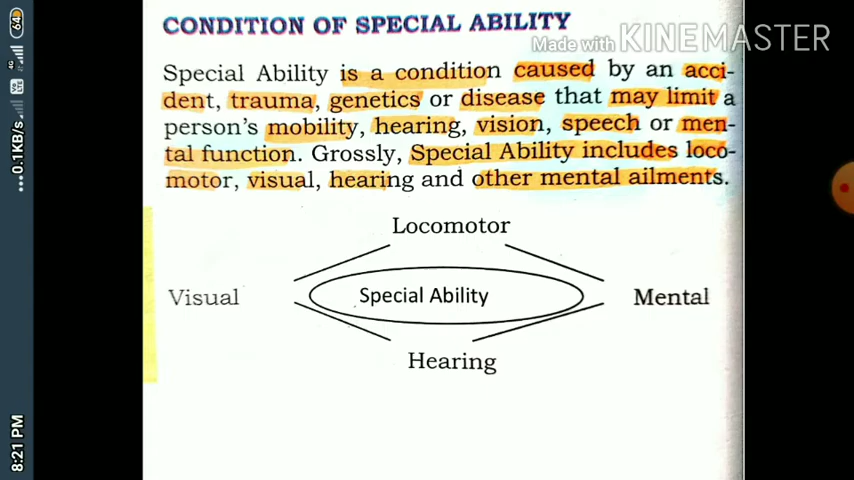 CONDITION OF SPECIAL ABILITY
Made with KINEMASTER
Special Ability is a condition caused by an acci-
dent, trauma, genetics or disease that may limit a
person's mobility, hearing, vision, speech or men-
tal function. Grossly, Special Ability includes loco-
motor, visual, hearing and other mental ailments.
Locomotor
Visual
Special Ability
Mental
Hearing
64
4G
...0.1KB/s
8:21 PM